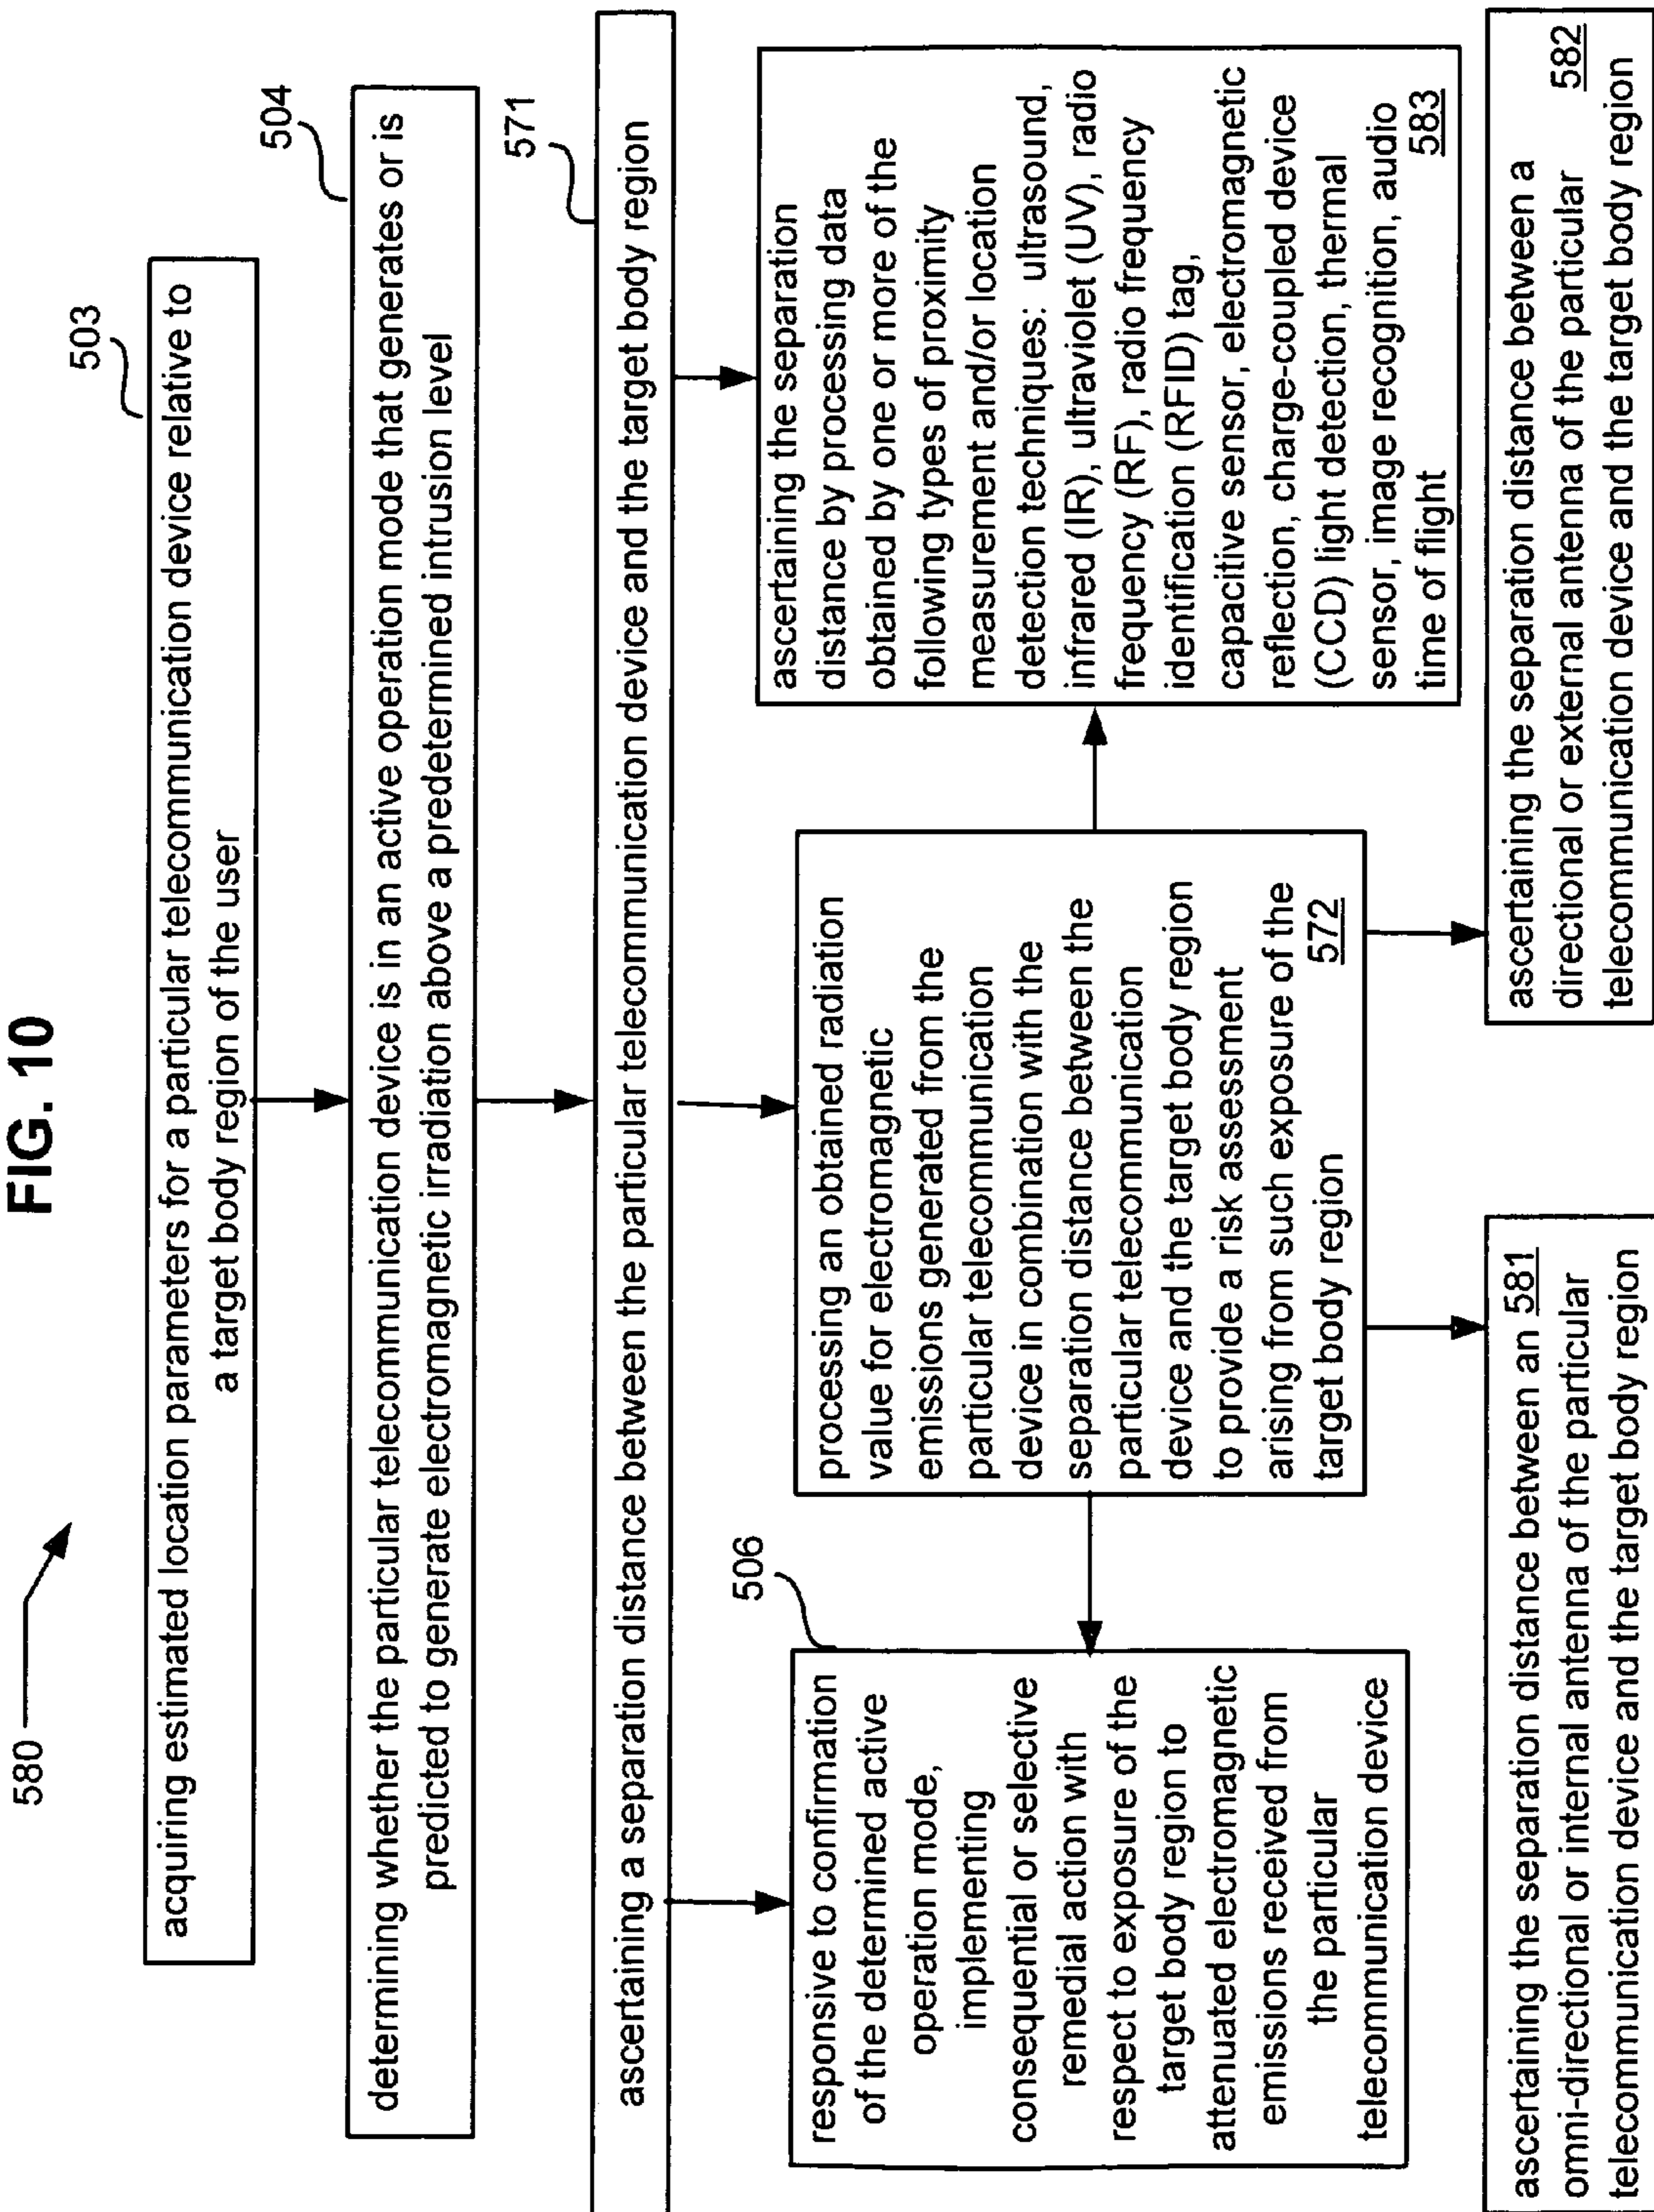 FIG. 10
580
503
acquiring estimated location parameters for a particular telecommunication device relative to
a target body region of the user
504
determining whether the particular telecommunication device is in an active operation mode that generates or is
predicted to generate electromagnetic irradiation above a predetermined intrusion level
571
ascertaining a separation distance between the particular telecommunication device and the target body region
506
responsive to confirmation
of the determined active
operation mode,
implementing
consequential or selective
remedial action with
respect to exposure of the
target body region to
attenuated electromagnetic
emissions received from
the particular
telecommunication device
processing an obtained radiation
value for electromagnetic
emissions generated from the
particular telecommunication
device in combination with the
separation distance between the
particular telecommunication
device and the target body region
to provide a risk assessment
arising from such exposure of the
target body region 572
ascertaining the separation
distance by processing data
obtained by one or more of the
following types of proximity
measurement and/or location
detection techniques: ultrasound,
infrared (IR), ultraviolet (UV), radio
frequency (RF), radio frequency
identification (RFID) tag,
capacitive sensor, electromagnetic
reflection, charge-coupled device
(CCD) light detection, thermal
sensor, image recognition, audio
time of flight 583
ascertaining the separation distance between an 581
omni-directional or internal antenna of the particular
telecommunication device and the target body region
ascertaining the separation distance between a
directional or external antenna of the particular 582
telecommunication device and the target body region